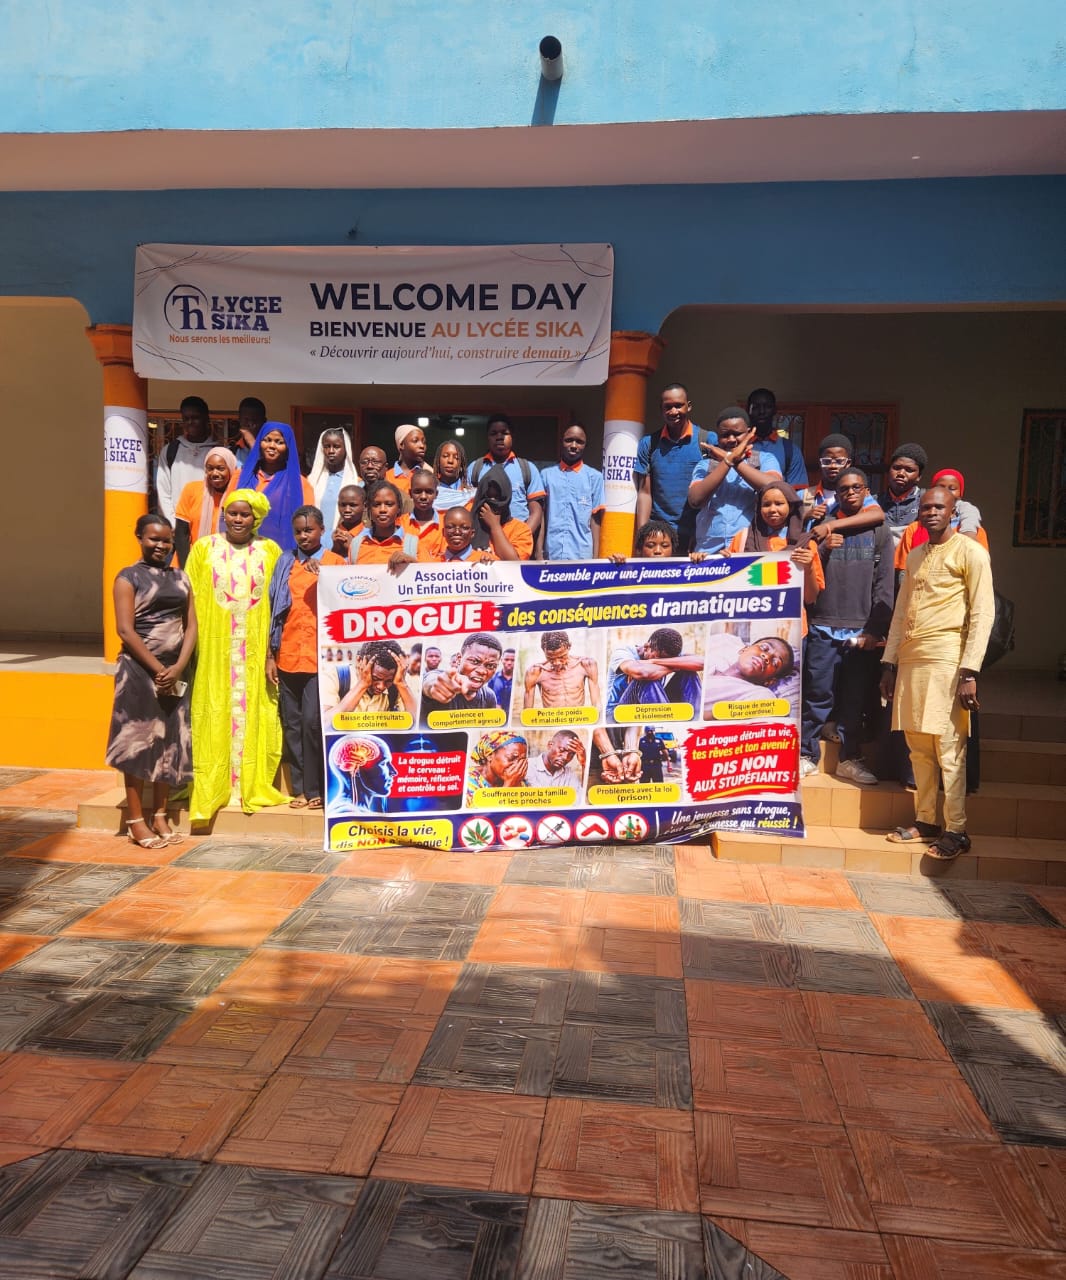 LYCEE
SIKA
Nous serons les meilleurs!
WELCOME DAY
BIENVENUE AU LYCÉE SIKA
« Découvrir aujourd'hui, construire demain »
LYCEE
SIKA
LYCEE
SIKA
Association
Un Enfant Un Sourire
Ensemble pour une jeunesse épanouie
DROGUE : des conséquences dramatiques !
Baisse des résultats
scolaires
Violence et
comportement agressif
Perte de poids
et maladies graves
Dépression
et isolement
Risque de mort
(par overdose)
La drogue détruit
le cerveau :
mémoire, réflexion,
et contrôle de soi.
Souffrance pour la famille
et les proches
Problèmes avec la loi
(prison)
La drogue détruit ta vie,
tes rêves et ton avenir !
DIS NON
AUX STUPÉFIANTS !
Choisis la vie,
dis NON
Une jeunesse sans drogue,
jeunesse qui réussit !